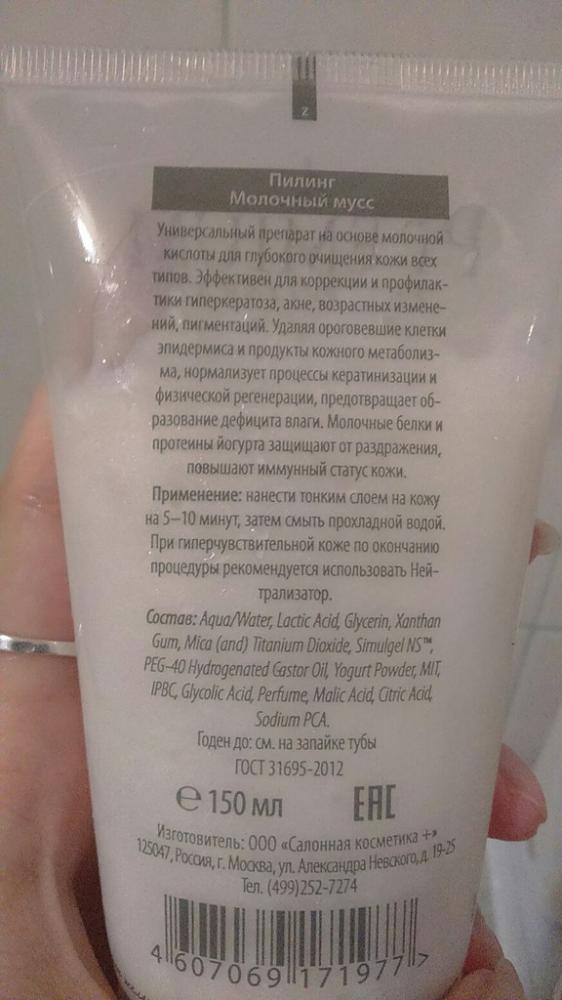 z
Пилинг
Молочный мусс
Универсальный препарат на основе молочной
кислоты для глубокого очищения кожи всех
типов. Эффективен для коррекции и профилак-
тики гиперкератоза, акне, возрастных измене-
ний, пигментаций. Удаляя ороговевшие клетки
эпидермиса и продукты кожного метаболиз-
ма, нормализует процессы кератинизации и
физической регенерации, предотвращает об-
разование дефицита влаги. Молочные белки и
протеины йогурта защищают от раздражения,
повышают иммунный статус кожи.
Применение: нанести тонким слоем на кожу
на 5–10 минут, затем смыть прохладной водой.
При гиперчувствительной коже по окончанию
процедуры рекомендуется использовать Ней-
трализатор.
Состав: Aqua/Water, Lactic Acid, Glycerin, Xanthan
Gum, Mica (and) Titanium Dioxide, Simulgel NS™,
PEG-40 Hydrogenated Castor Oil, Yogurt Powder, MIT,
IPBC, Glycolic Acid, Perfume, Malic Acid, Citric Acid,
Sodium PCA.
Годен до: см. на запайке тубы
ГОСТ 31695-2012
℮ 150 мл EAC
Изготовитель: ООО «Салонная косметика +»
125047, Россия, г. Москва, ул. Александра Невского, д. 19-25
Тел. (499)252-7274
4 607069 171977 >